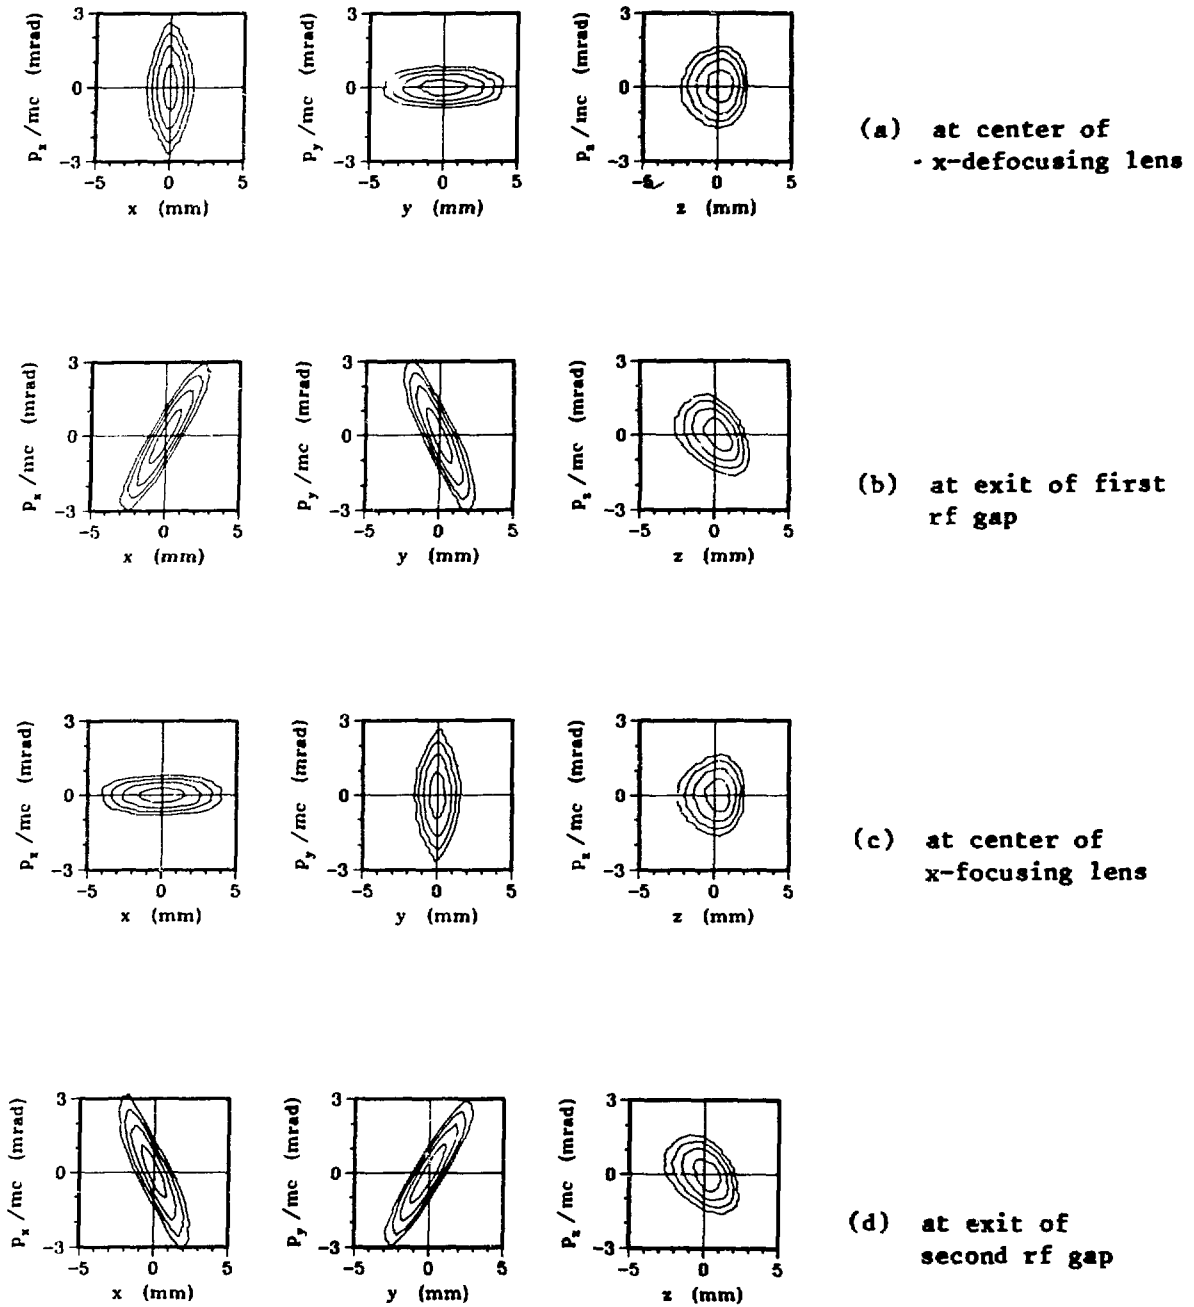 3
0
-3
-5 0 5
p_x /mc (mrad)
x (mm)
3
0
-3
-5 0 5
p_y /mc (mrad)
y (mm)
3
0
-3
-5 0 5
p_z /mc (mrad)
z (mm)
(a) at center of
x-defocusing lens
3
0
-3
-5 0 5
p_x /mc (mrad)
x (mm)
3
0
-3
-5 0 5
p_y /mc (mrad)
y (mm)
3
0
-3
-5 0 5
p_z /mc (mrad)
z (mm)
(b) at exit of first
rf gap
3
0
-3
-5 0 5
p_x /mc (mrad)
x (mm)
3
0
-3
-5 0 5
p_y /mc (mrad)
y (mm)
3
0
-3
-5 0 5
p_z /mc (mrad)
z (mm)
(c) at center of
x-focusing lens
3
0
-3
-5 0 5
p_x /mc (mrad)
x (mm)
3
0
-3
-5 0 5
p_y /mc (mrad)
y (mm)
3
0
-3
-5 0 5
p_z /mc (mrad)
z (mm)
(d) at exit of
second rf gap